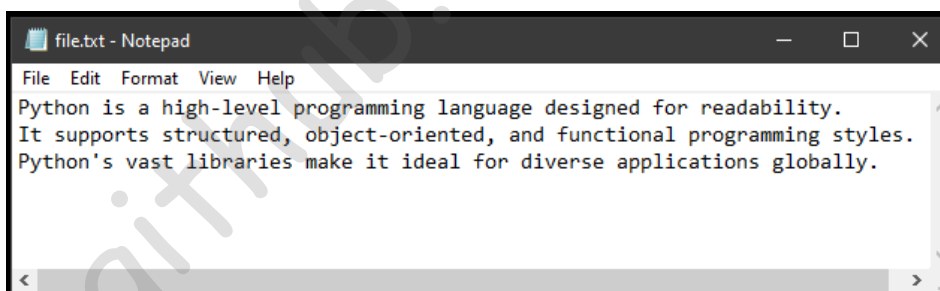 file.txt - Notepad
File Edit Format View Help
Python is a high-level programming language designed for readability.
It supports structured, object-oriented, and functional programming styles.
Python's vast libraries make it ideal for diverse applications globally.
github.